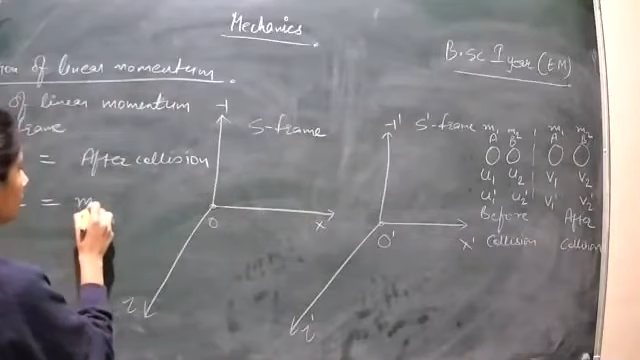 Mechanics
B.Sc I year (EM)
ion of linear momentum.
of linear momentum
frame
= After collision
= m
S-frame
O
X
Z
S'-frame
O'
X'
Z'
m₁ m₂ m₁ m₂
A B A B
u₁ u₂ v₁ v₂
u₁' u₂' v₁' v₂'
Before After
Collision Collision